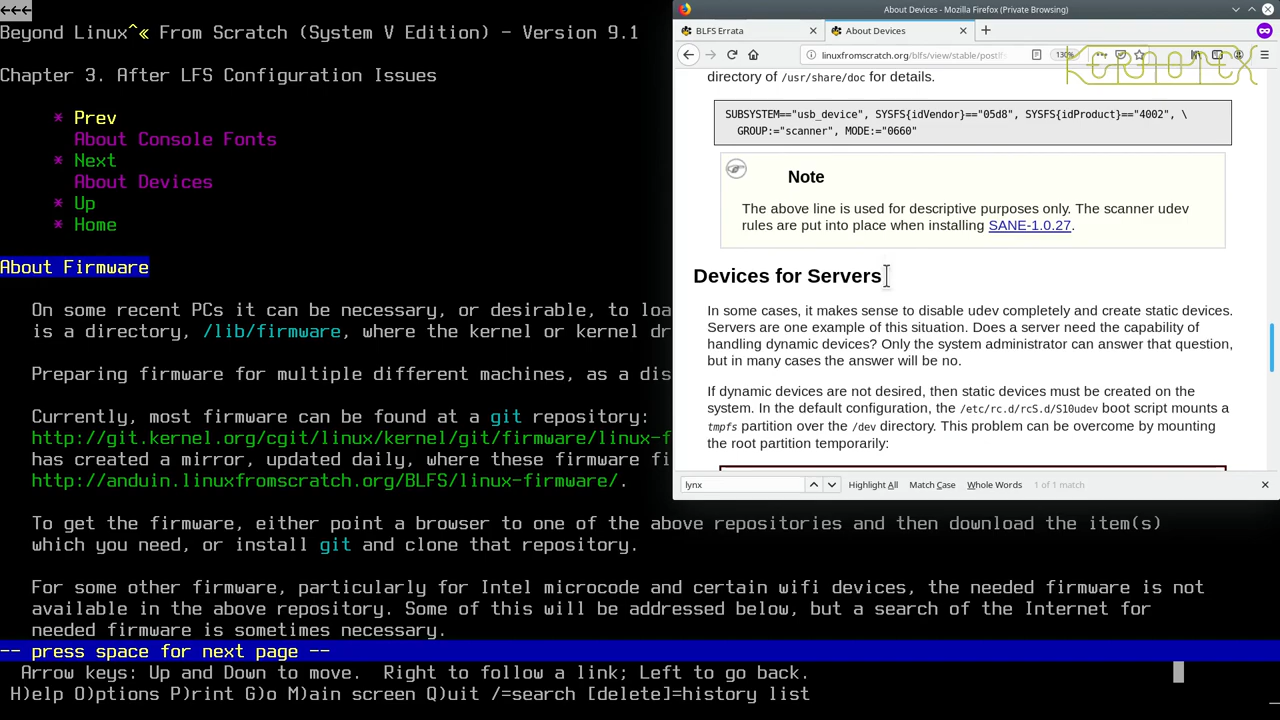 ←←←
Beyond Linux^« From Scratch (System V Edition) - Version 9.1
Chapter 3. After LFS Configuration Issues
* Prev
About Console Fonts
* Next
About Devices
* Up
* Home
About Firmware
On some recent PCs it can be necessary, or desirable, to loa
is a directory, /lib/firmware, where the kernel or kernel dr
Preparing firmware for multiple different machines, as a dis
Currently, most firmware can be found at a git repository:
http://git.kernel.org/cgit/linux/kernel/git/firmware/linux-f
has created a mirror, updated daily, where these firmware fi
http://anduin.linuxfromscratch.org/BLFS/linux-firmware/.
To get the firmware, either point a browser to one of the above repositories and then download the item(s)
which you need, or install git and clone that repository.
For some other firmware, particularly for Intel microcode and certain wifi devices, the needed firmware is not
available in the above repository. Some of this will be addressed below, but a search of the Internet for
needed firmware is sometimes necessary.
-- press space for next page --
Arrow keys: Up and Down to move. Right to follow a link; Left to go back.
H)elp O)ptions P)rint G)o M)ain screen Q)uit /=search [delete]=history list
About Devices - Mozilla Firefox (Private Browsing)
BLFS Errata
About Devices
linuxfromscratch.org/blfs/view/stable/postlf
130%
KERNOTEX
directory of /usr/share/doc for details.
SUBSYSTEM=="usb_device", SYSFS{idVendor}=="05d8", SYSFS{idProduct}=="4002", \
GROUP:="scanner", MODE:="0660"
Note
The above line is used for descriptive purposes only. The scanner udev
rules are put into place when installing SANE-1.0.27.
Devices for Servers
In some cases, it makes sense to disable udev completely and create static devices.
Servers are one example of this situation. Does a server need the capability of
handling dynamic devices? Only the system administrator can answer that question,
but in many cases the answer will be no.
If dynamic devices are not desired, then static devices must be created on the
system. In the default configuration, the /etc/rc.d/rcS.d/S10udev boot script mounts a
tmpfs partition over the /dev directory. This problem can be overcome by mounting
the root partition temporarily:
lynx
Highlight All
Match Case
Whole Words
1 of 1 match